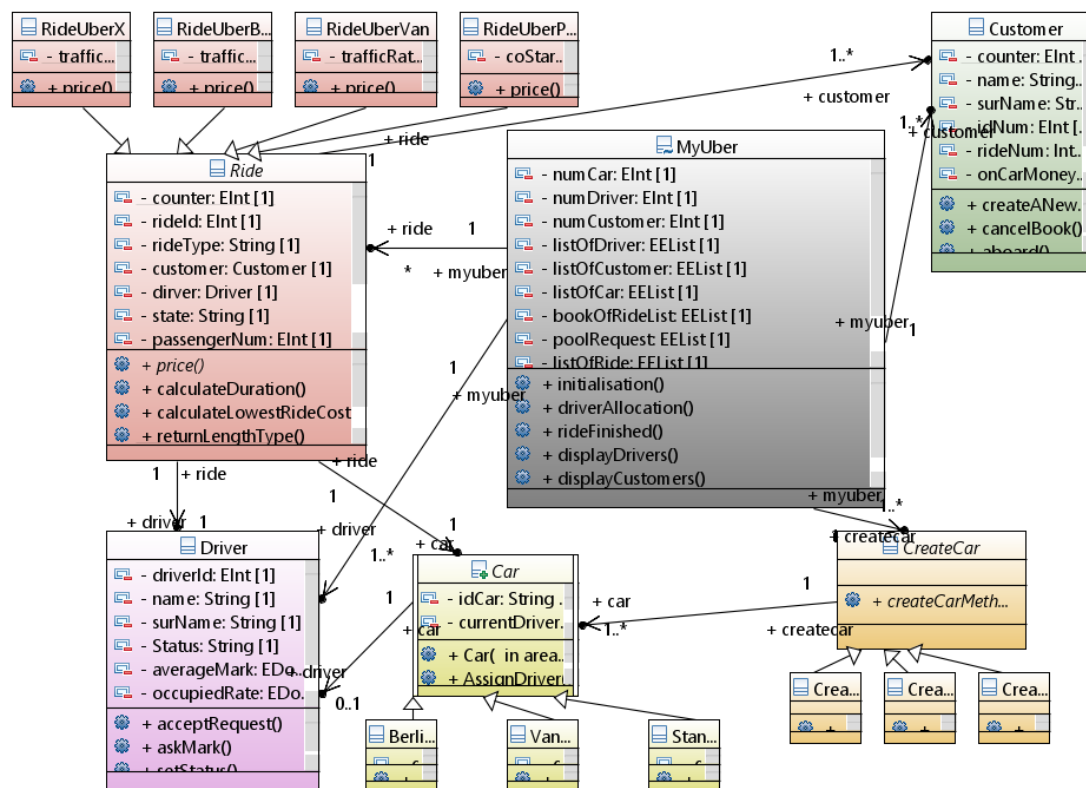 RideUberX
- traffic...
+ price()
RideUberB...
- traffic...
+ price()
RideUberVan
- trafficRat...
+ price()
RideUberP...
- coStar...
+ price()
Customer
- counter: EInt
- name: String...
- surName: Str...
- idNum: EInt [..
- rideNum: Int...
- onCarMoney...
+ createANew...
+ cancelBook()
+ aboard()
1..*
+ customer
+ ride
1
1..*
+ customer
Ride
- counter: EInt [1]
- rideId: EInt [1]
- rideType: String [1]
- customer: Customer [1]
- dirver: Driver [1]
- state: String [1]
- passengerNum: EInt [1]
+ price()
+ calculateDuration()
+ calculateLowestRideCost
+ returnLengthType()
MyUber
- numCar: EInt [1]
- numDriver: EInt [1]
- numCustomer: EInt [1]
- listOfDriver: EEList [1]
- listOfCustomer: EEList [1]
- listOfCar: EEList [1]
- bookOfRideList: EEList [1]
- poolRequest: EEList [1]
- listOfRide: EEList [1]
+ initialisation()
+ driverAllocation()
+ rideFinished()
+ displayDrivers()
+ displayCustomers()
+ ride
1
*
+ myuber
+ myuber
1
1
+ myuber
+ ride
1
+ ride
1
+ driver
1
1
+ driver
1..*
+ car
+ myuber
1..*
+ createcar
Driver
- driverId: EInt [1]
- name: String [1]
- surName: String [1]
- Status: String [1]
- averageMark: EDo..
- occupiedRate: EDo..
+ acceptRequest()
+ askMark()
+ setStatus()
1
+ car
+ driver
0..1
Car
- idCar: String ..
- currentDriver..
+ Car( in area...
+ AssignDriver(
+ car
1
1..*
+ createcar
CreateCar
+ createCarMeth...
Berli...
Van...
Stan...
Crea...
+
Crea...
+
Crea...
+